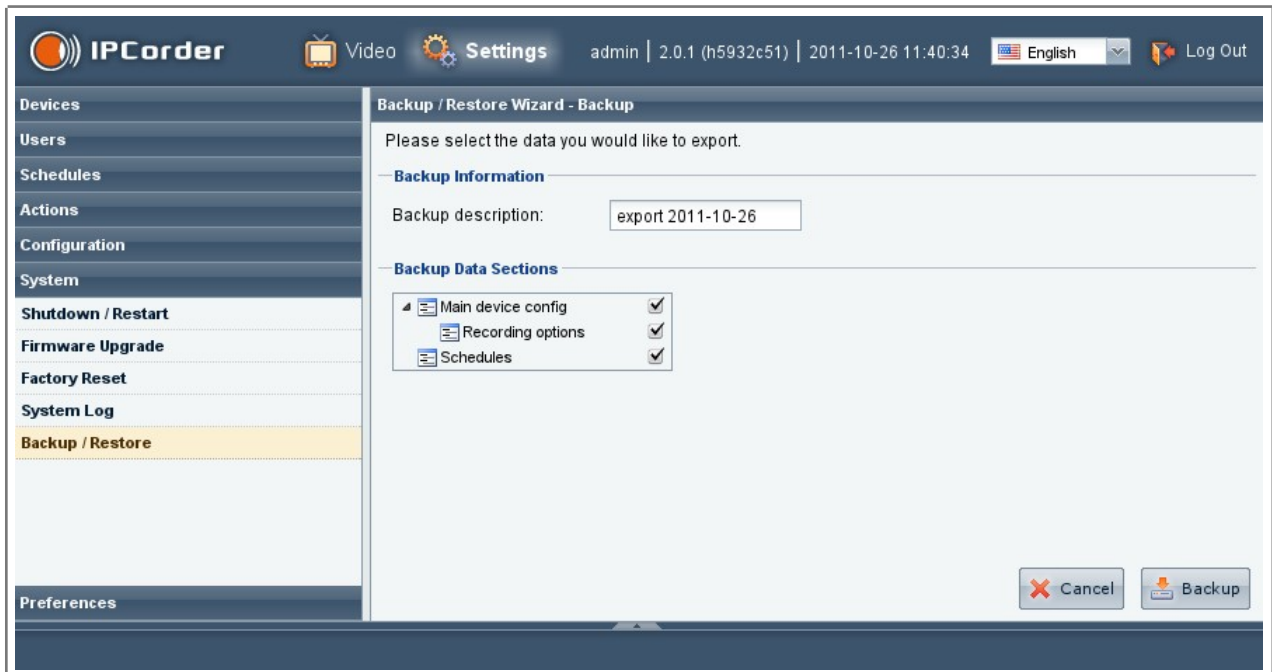 IPCorder Video Settings admin | 2.0.1 (h5932c51) | 2011-10-26 11:40:34 English Log Out
Devices
Users
Schedules
Actions
Configuration
System
Shutdown / Restart
Firmware Upgrade
Factory Reset
System Log
Backup / Restore
Preferences
Backup / Restore Wizard - Backup
Please select the data you would like to export.
Backup Information
Backup description: export 2011-10-26
Backup Data Sections
Main device config
Recording options
Schedules
Cancel Backup